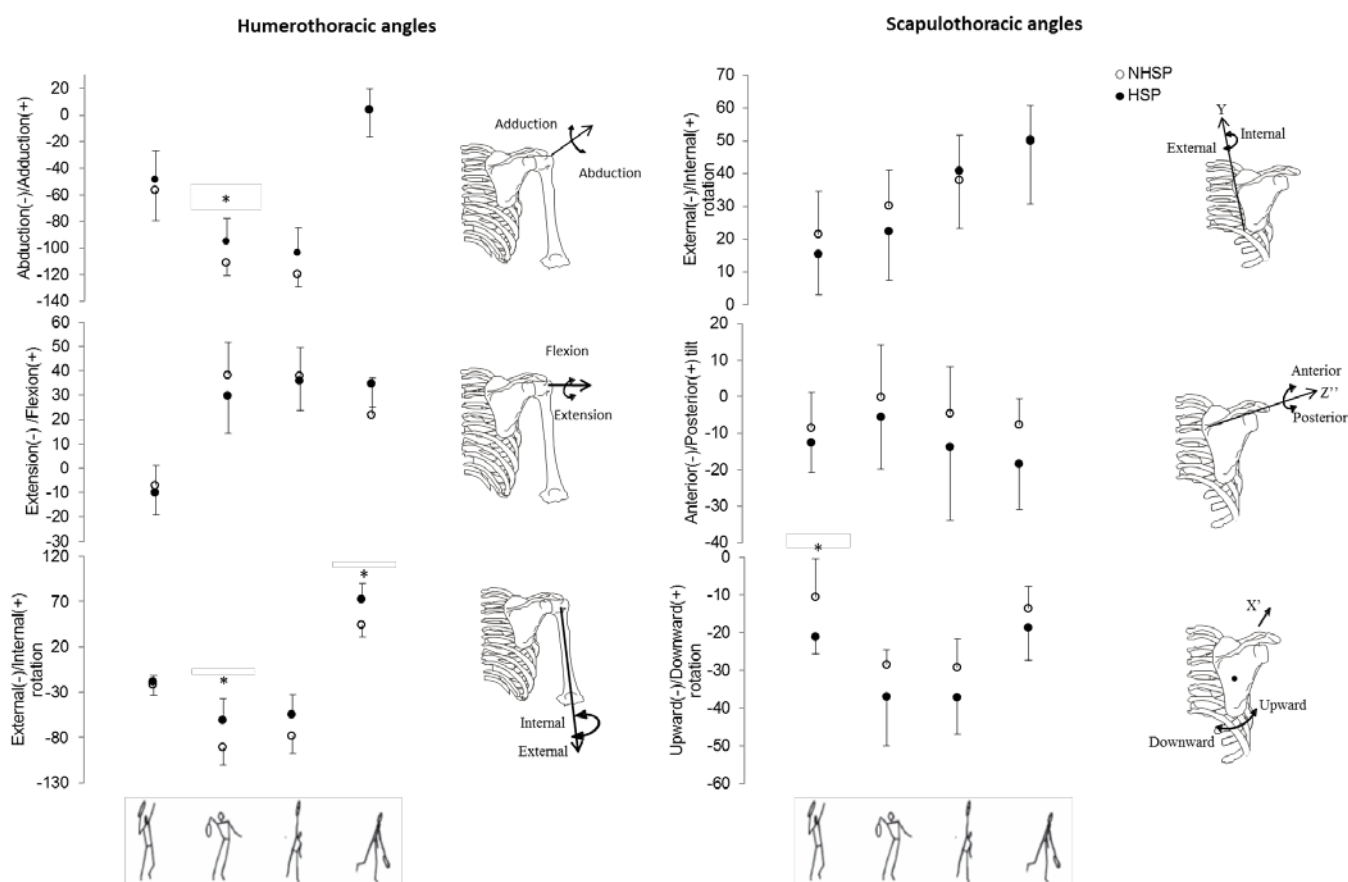 Humerothoracic angles
Scapulothoracic angles
Abduction(-)/Adduction(+)
20
0
-20
-40
-60
-80
-100
-120
-140
*
Adduction
Abduction
External(-)/Internal(+)
rotation
70
60
50
40
30
20
10
0
NHSP
HSP
Y
Internal
External
Extension(-) /Flexion(+)
60
50
40
30
20
10
0
-10
-20
-30
Flexion
Extension
Anterior(-)/Posterior(+) tilt
20
10
0
-10
-20
-30
-40
Anterior
Z''
Posterior
External(-)/Internal(+)
rotation
120
70
20
-30
-80
-130
*
*
Internal
External
Upward(-)/Downward(+)
rotation
0
-10
-20
-30
-40
-50
-60
*
X'
Upward
Downward